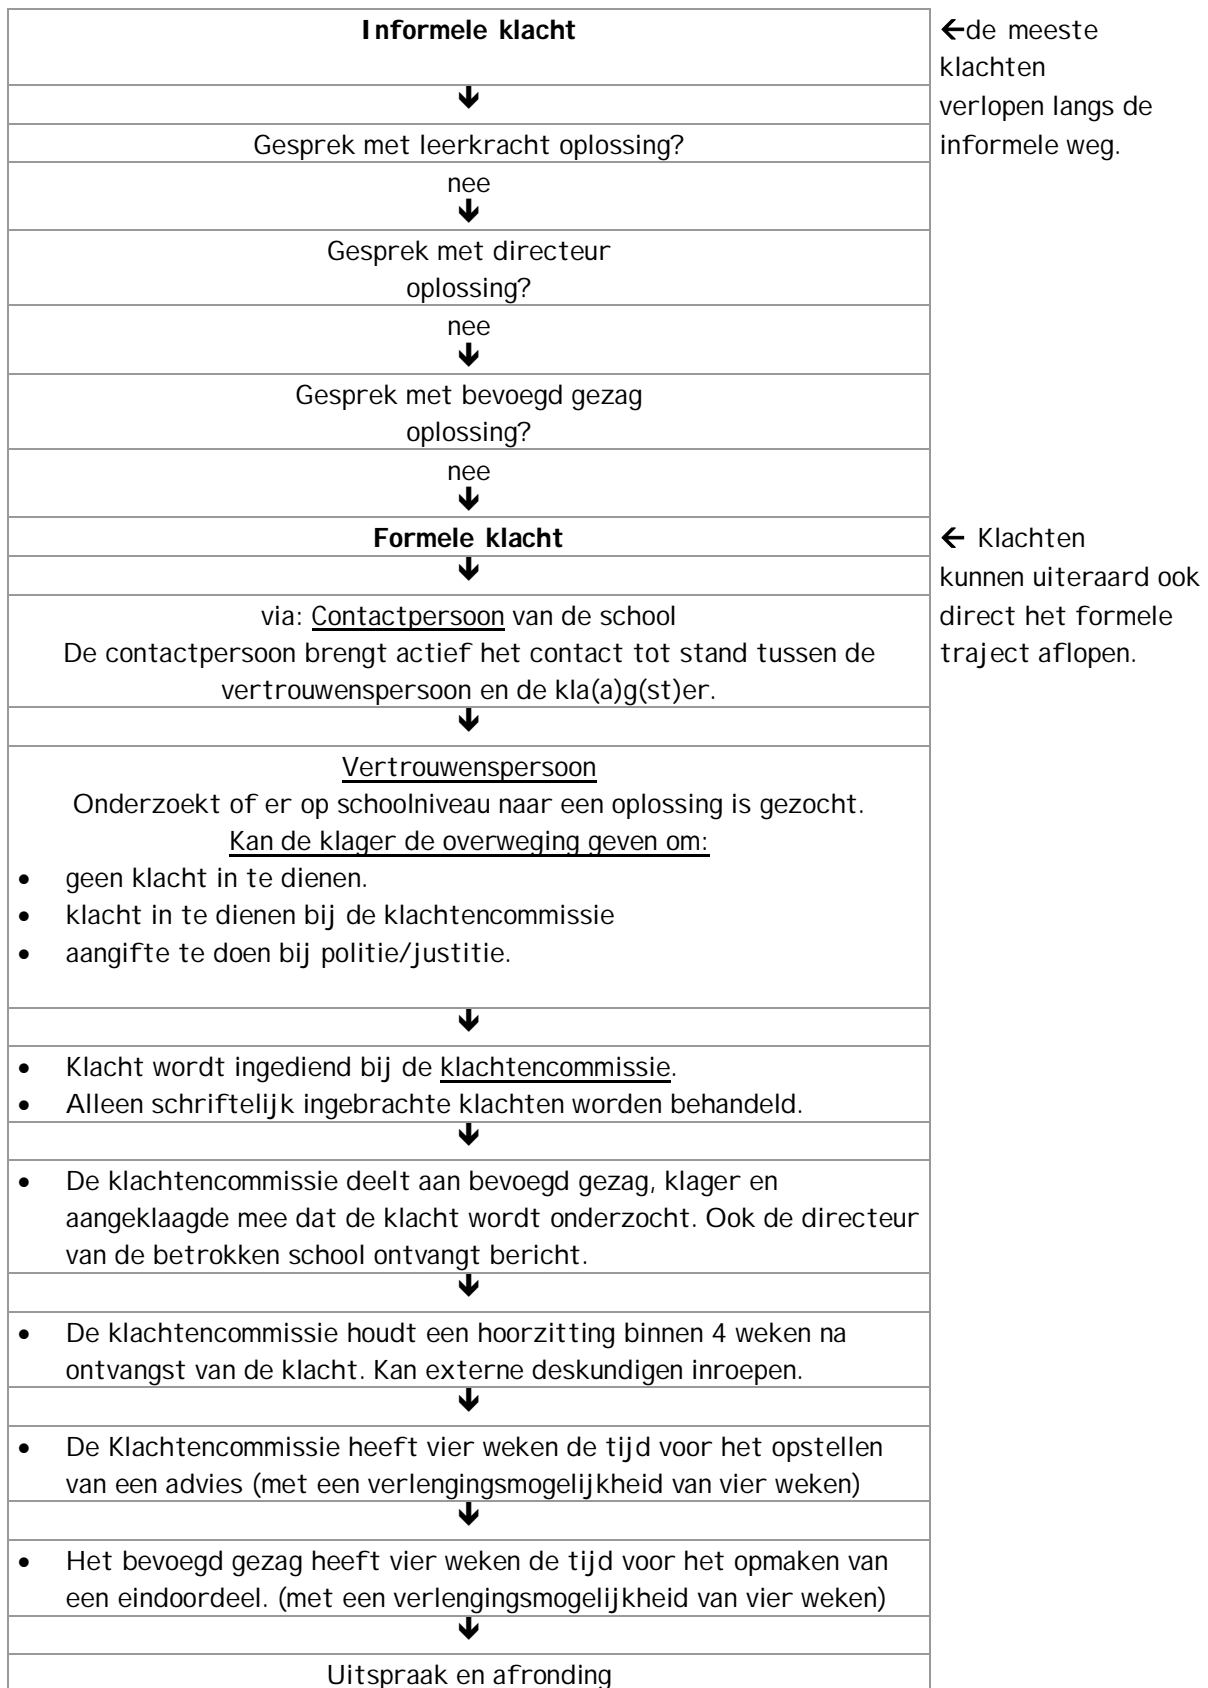 Informele klacht
←de meeste
klachten
verlopen langs de
informele weg.
↓
Gesprek met leerkracht oplossing?
nee
↓
Gesprek met directeur
oplossing?
nee
↓
Gesprek met bevoegd gezag
oplossing?
nee
↓
Formele klacht
← Klachten
kunnen uiteraard ook
direct het formele
traject aflopen.
↓
via: Contactpersoon van de school
De contactpersoon brengt actief het contact tot stand tussen de
vertrouwenspersoon en de kla(a)g(st)er.
↓
Vertrouwenspersoon
Onderzoekt of er op schoolniveau naar een oplossing is gezocht.
Kan de klager de overweging geven om:
• geen klacht in te dienen.
• klacht in te dienen bij de klachtencommissie
• aangifte te doen bij politie/justitie.
↓
• Klacht wordt ingediend bij de klachtencommissie.
• Alleen schriftelijk ingebrachte klachten worden behandeld.
↓
• De klachtencommissie deelt aan bevoegd gezag, klager en
aangeklaagde mee dat de klacht wordt onderzocht. Ook de directeur
van de betrokken school ontvangt bericht.
↓
• De klachtencommissie houdt een hoorzitting binnen 4 weken na
ontvangst van de klacht. Kan externe deskundigen inroepen.
↓
• De Klachtencommissie heeft vier weken de tijd voor het opstellen
van een advies (met een verlengingsmogelijkheid van vier weken)
↓
• Het bevoegd gezag heeft vier weken de tijd voor het opmaken van
een eindoordeel. (met een verlengingsmogelijkheid van vier weken)
↓
Uitspraak en afronding